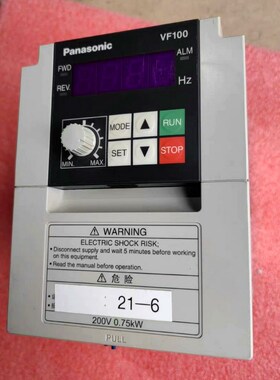 Panasonic VF100
FWD ALM
REV. Hz
MODE ▲ RUN
MIN. MAX
SET ▼ STOP
⚠ WARNING
ELECTRIC SHOCK RISK;
• Disconnect supply and wait 5 minutes before working on this equipment.
• Read the manual before operation.
⚠ 危险
21—6
200V 0.75kW
PULL